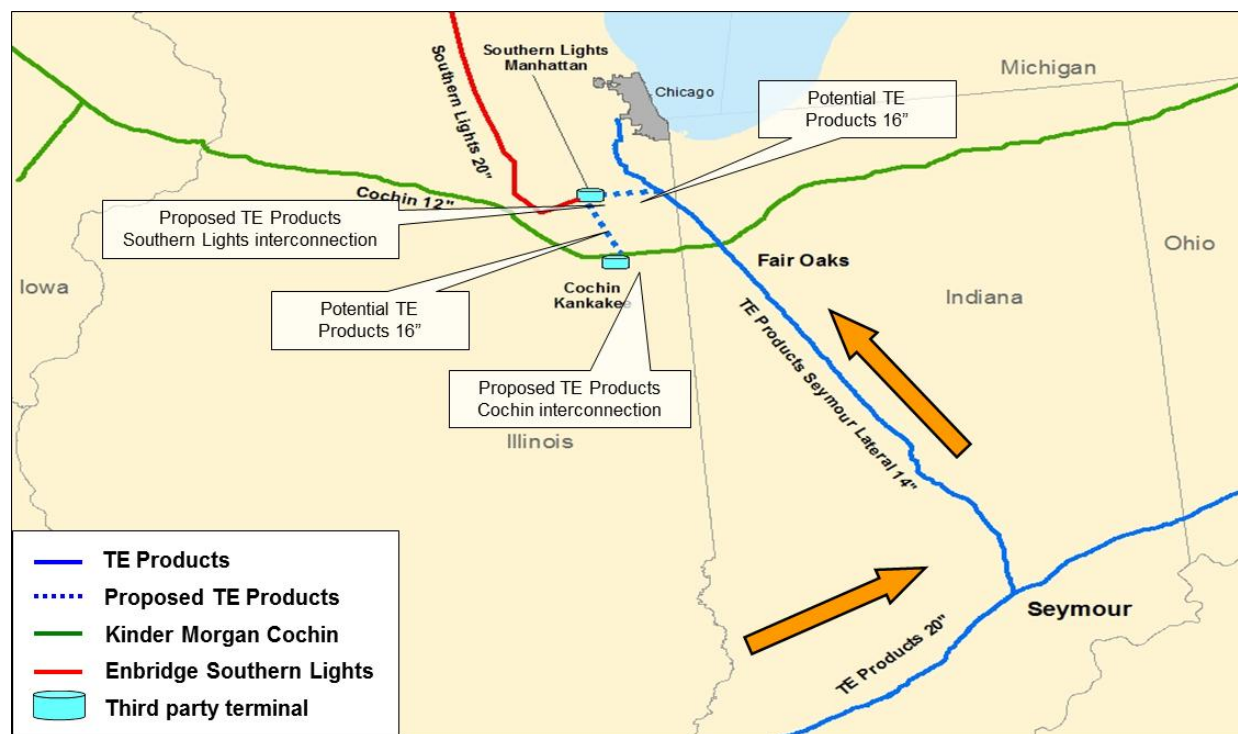 Southern Lights
Manhattan
Michigan
Chicago
Potential TE
Products 16”
Southern Lights 20"
Cochin 12"
Proposed TE Products
Southern Lights interconnection
Ohio
Fair Oaks
Iowa
Indiana
Cochin
Kankakee
Potential TE
Products 16”
TE Products Seymour Lateral 14"
Proposed TE Products
Cochin interconnection
Illinois
TE Products
Proposed TE Products
Kinder Morgan Cochin
Enbridge Southern Lights
Third party terminal
Seymour
TE Products 20"